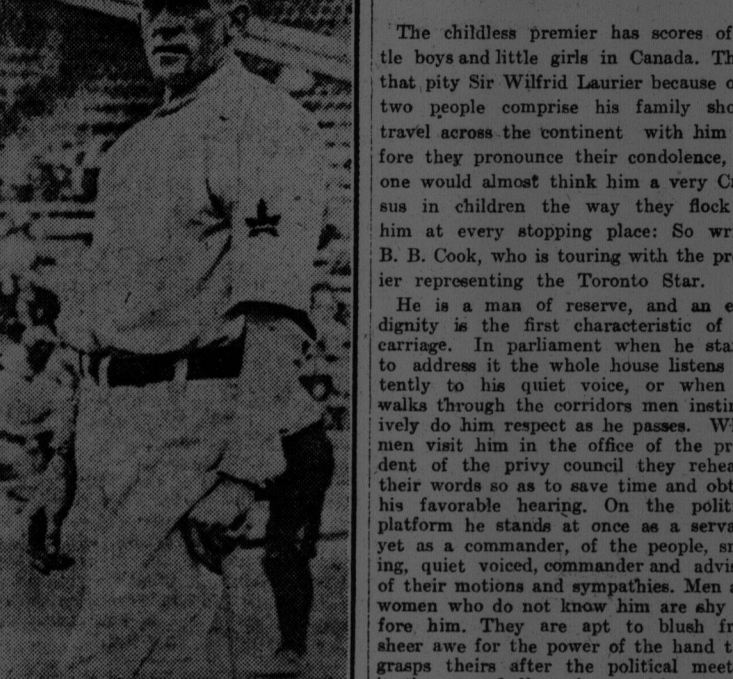 The childless premier has scores of
tle boys and little girls in Canada. Th
that pity Sir Wilfrid Laurier because o
two people comprise his family sho
travel across the continent with him
fore they pronounce their condolence,
one would almost think him a very C
sus in children the way they flock
him at every stopping place: So wr
B. B. Cook, who is touring with the pr
ier representing the Toronto Star.
He is a man of reserve, and an e
dignity is the first characteristic of
carriage. In parliament when he sta
to address it the whole house listens
tently to his quiet voice, or when
walks through the corridors men instin
ively do him respect as he passes. W
men visit him in the office of the pr
dent of the privy council they rehea
their words so as to save time and obt
his favorable hearing. On the polit
platform he stands at once as a serva
yet as a commander, of the people, sm
ing, quiet voiced, commander and advis
of their motions and sympathies. Men a
women who do not know him are shy
fore him. They are apt to blush fr
sheer awe for the power of the hand t
grasps theirs after the political meet